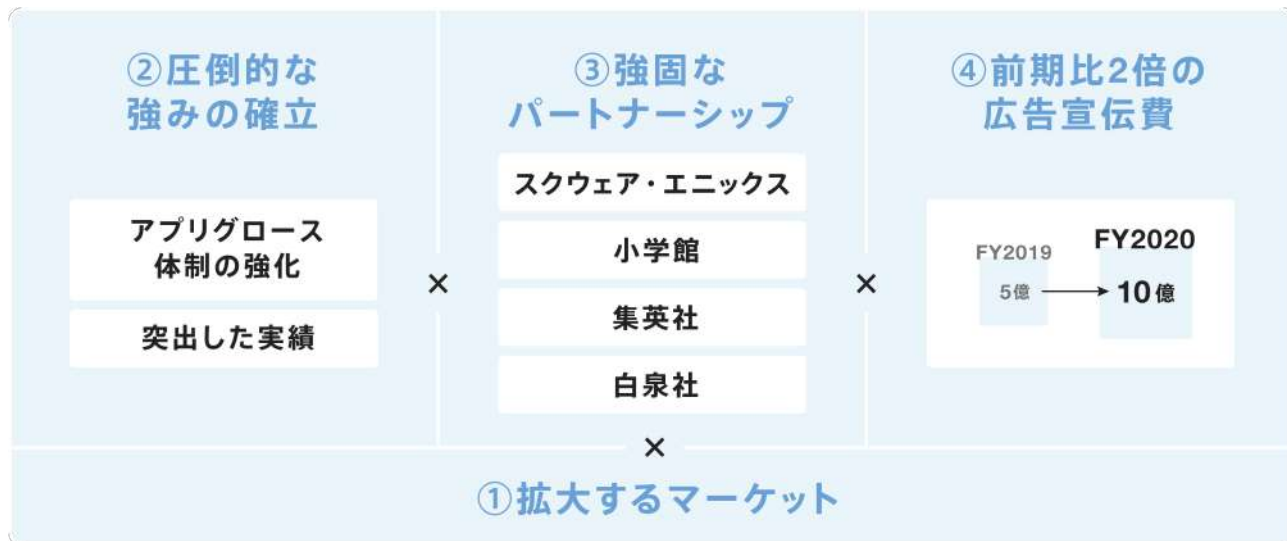 ②圧倒的な
強みの確立
アプリグロース
体制の強化
突出した実績
×
③強固な
パートナーシップ
スクウェア・エニックス
小学館
集英社
白泉社
×
④前期比2倍の
広告宣伝費
FY2019
5億
FY2020
10億
×
①拡大するマーケット